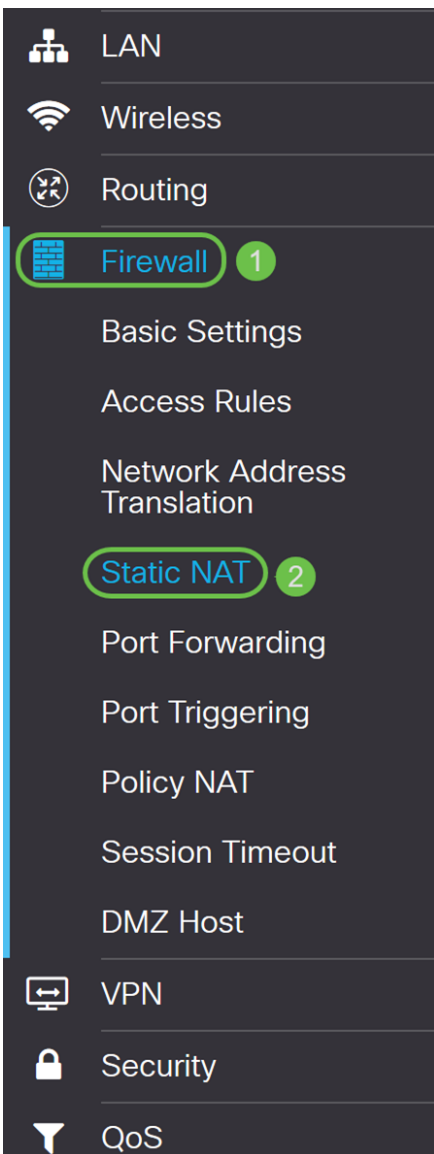 LAN
Wireless
Routing
Firewall 1
Basic Settings
Access Rules
Network Address
Translation
Static NAT 2
Port Forwarding
Port Triggering
Policy NAT
Session Timeout
DMZ Host
VPN
Security
QoS